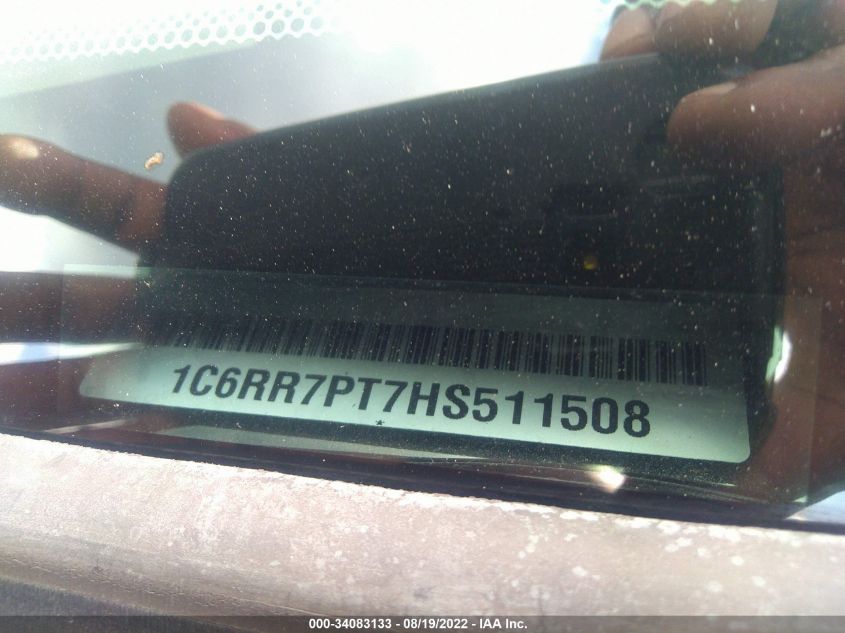 1C6RR7PT7HS511508
000-34083133 - 08/19/2022 - IAA Inc.